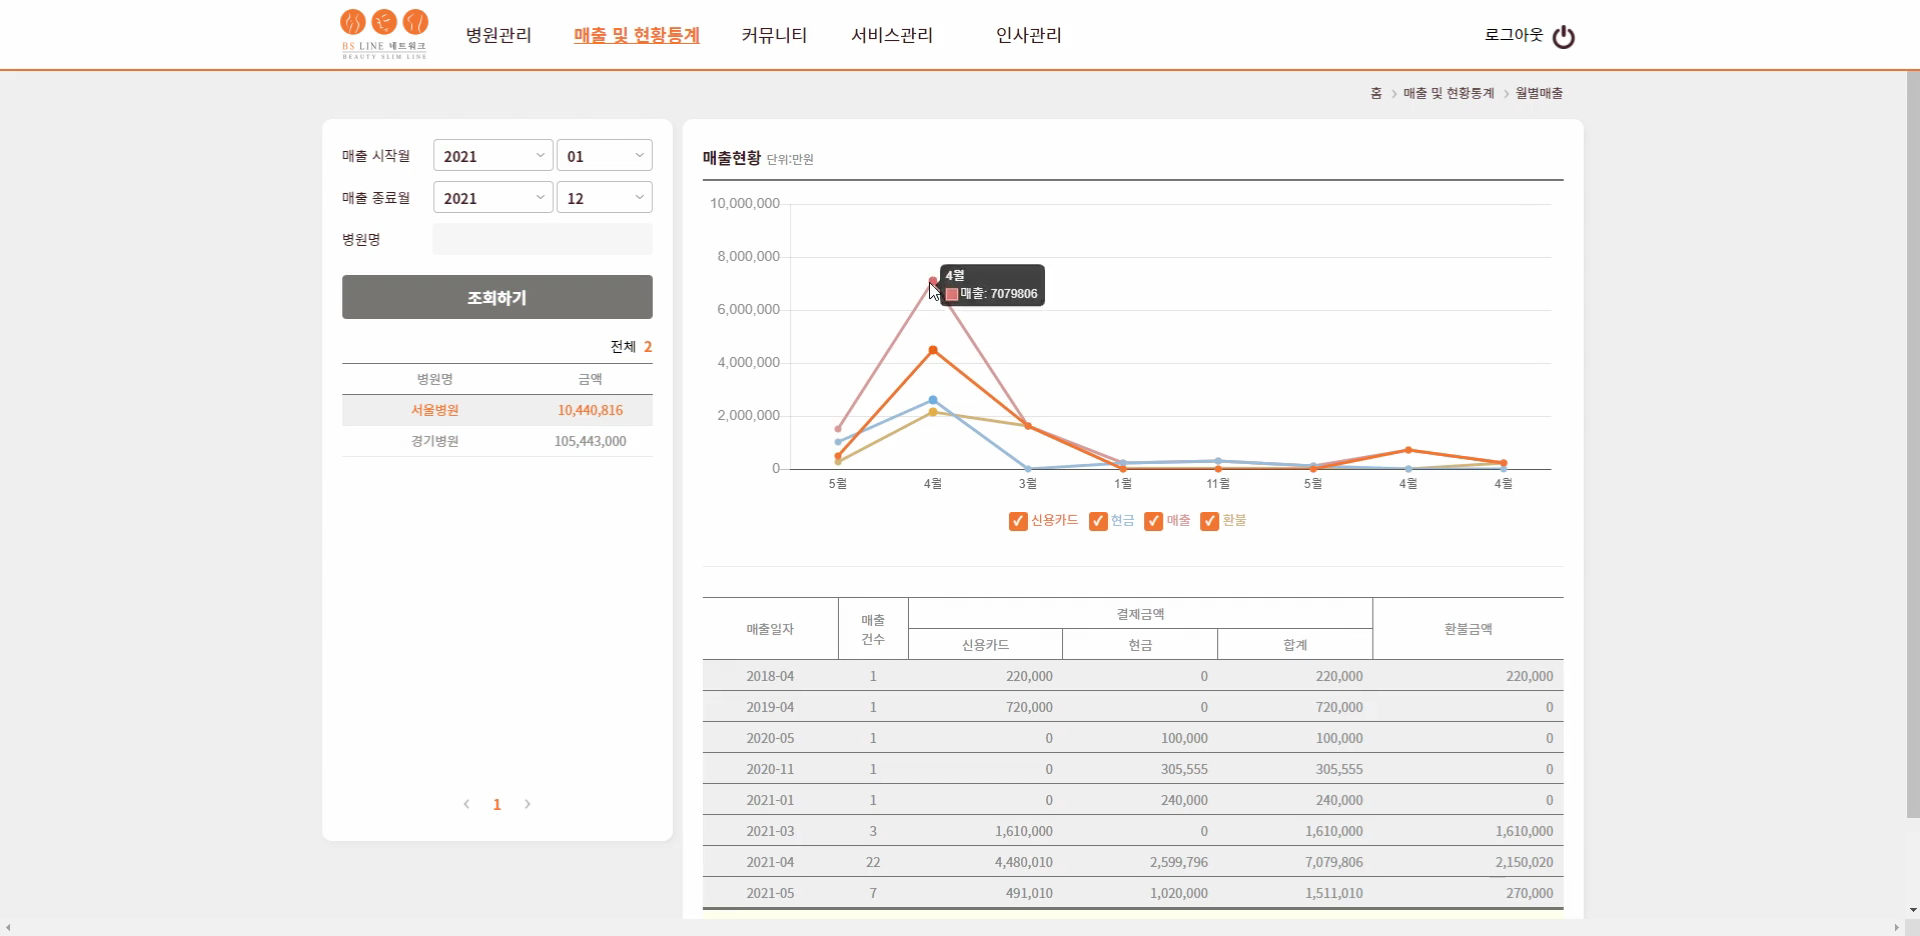 BS LINE 네트워크
BEAUTY SLIM LINE
병원관리 매출 및 현황통계 커뮤니티 서비스관리 인사관리 로그아웃
홈 > 매출 및 현황통계 > 월별매출
매출 시작월 2021 01
매출 종료월 2021 12
병원명
조회하기
전체 2
병원명 금액
서울병원 10,440,816
경기병원 105,443,000
1
매출현황 단위:만원
10,000,000
8,000,000
6,000,000
4,000,000
2,000,000
0
4월
매출: 7079806
5월 4월 3월 1월 11월 5월 4월 4월
신용카드 현금 매출 환불
매출일자 매출 건수 결제금액 환불금액
신용카드 현금 합계
2018-04 1 220,000 0 220,000 220,000
2019-04 1 720,000 0 720,000 0
2020-05 1 0 100,000 100,000 0
2020-11 1 0 305,555 305,555 0
2021-01 1 0 240,000 240,000 0
2021-03 3 1,610,000 0 1,610,000 1,610,000
2021-04 22 4,480,010 2,599,796 7,079,806 2,150,020
2021-05 7 491,010 1,020,000 1,511,010 270,000